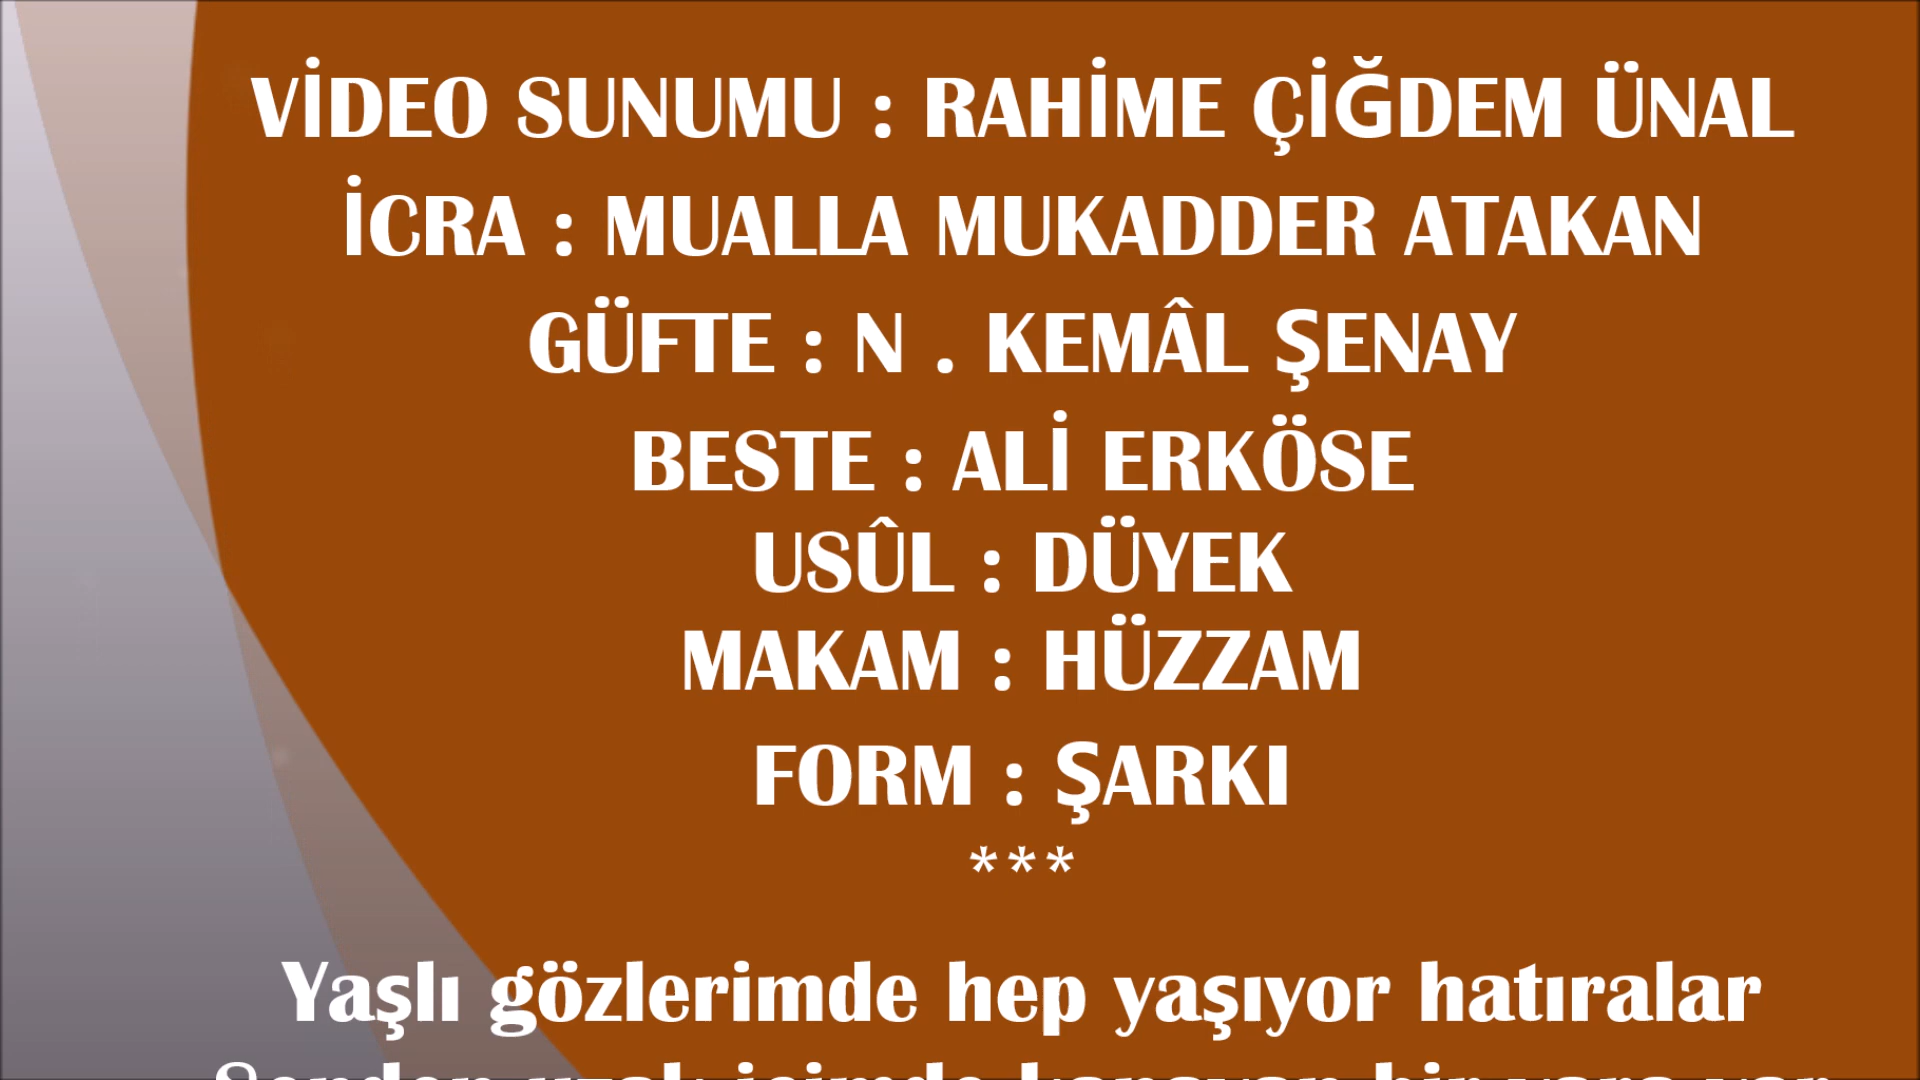 VİDEO SUNUMU : RAHİME ÇİĞDEM ÜNAL
İCRA : MUALLA MUKADDER ATAKAN
GÜFTE : N . KEMÂL ŞENAY
BESTE : ALİ ERKÖSE
USÛL : DÜYEK
MAKAM : HÜZZAM
FORM : ŞARKI
***
Yaşlı gözlerimde hep yaşıyor hatıralar